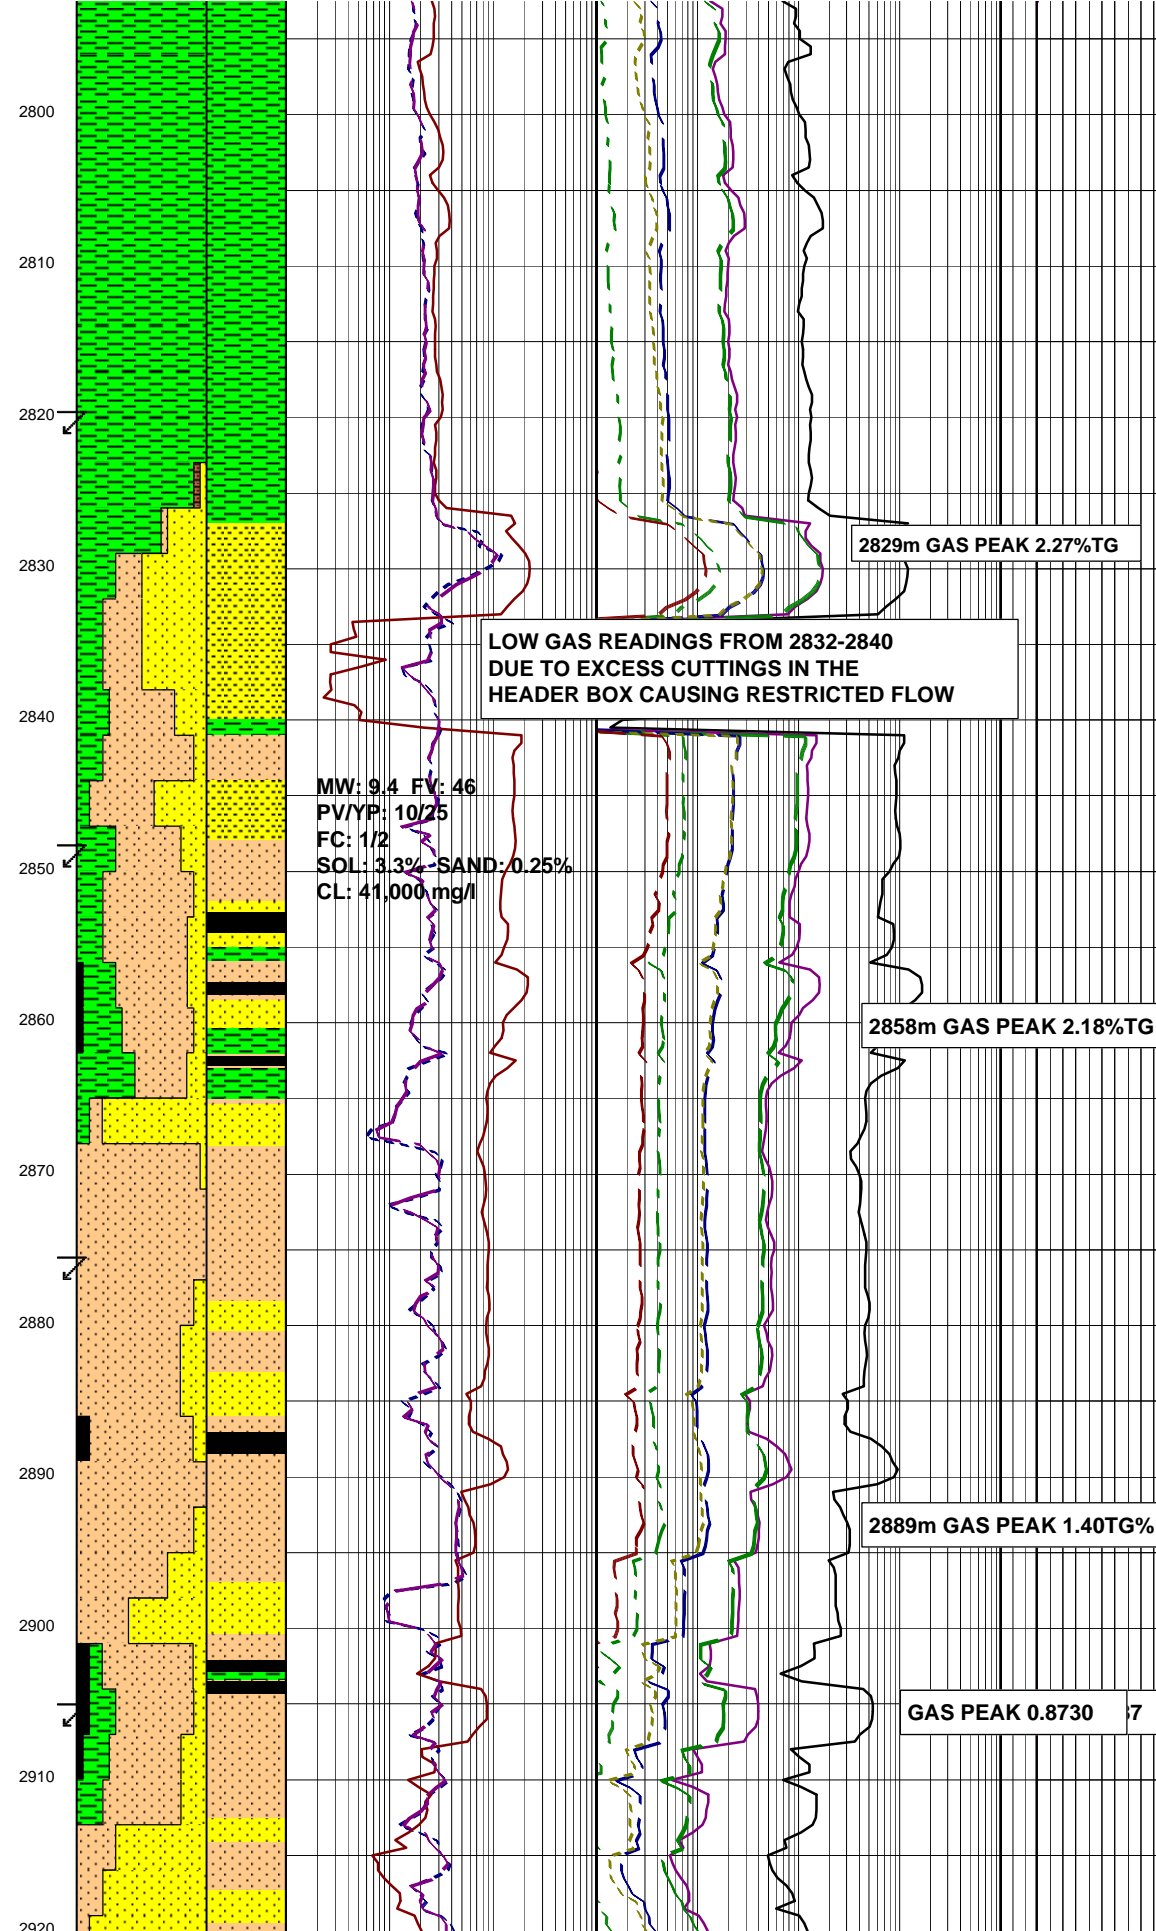 2800
2810
2820
2829m GAS PEAK 2.27%TG
2830
LOW GAS READINGS FROM 2832-2840
DUE TO EXCESS CUTTINGS IN THE
HEADER BOX CAUSING RESTRICTED FLOW
2840
MW: 9.4 FV: 46
PV/YP: 10/25
FC: 1/2
SOL: 3.3% SAND: 0.25%
CL: 41,000 mg/l
2850
2860
2858m GAS PEAK 2.18%TG
2870
2880
2890
2889m GAS PEAK 1.40TG%
2900
GAS PEAK 0.8730
37
2910
2920